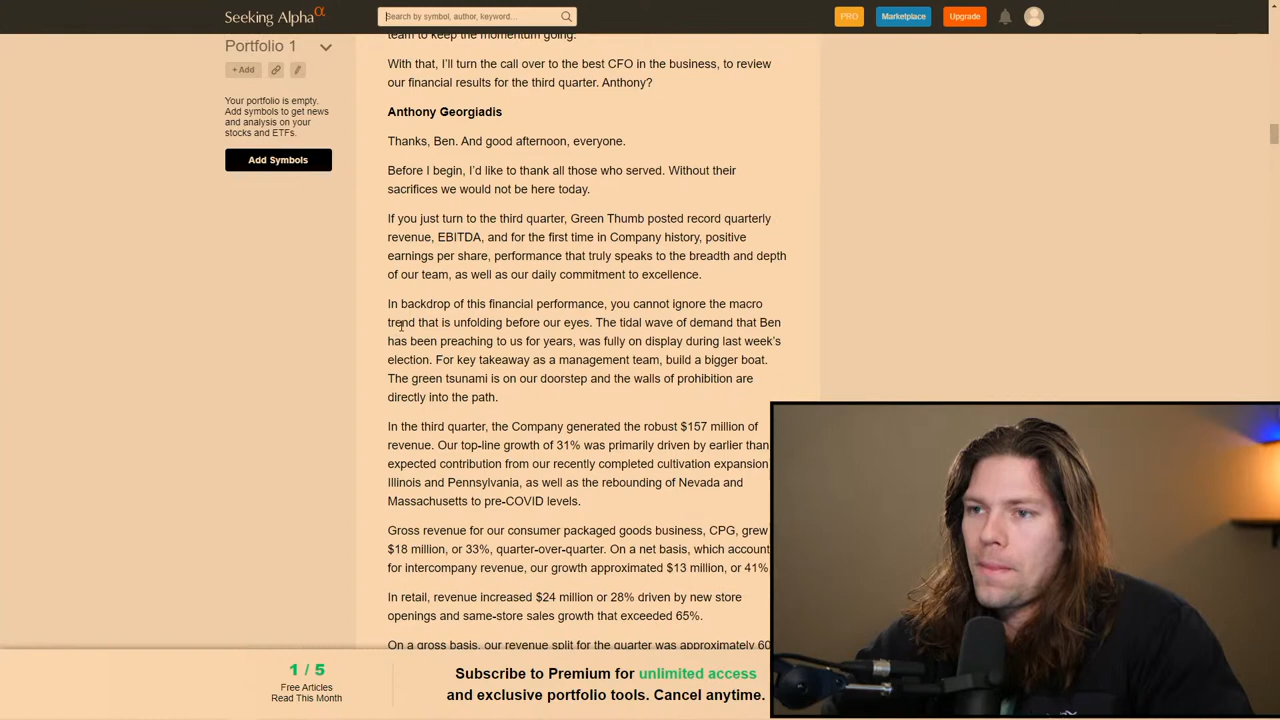 Seeking Alpha α
Search by symbol, author, keyword...
PRO
Marketplace
Upgrade
Portfolio 1
+ Add
Your portfolio is empty.
Add symbols to get news
and analysis on your
stocks and ETFs.
Add Symbols
team to keep the momentum going.
With that, I'll turn the call over to the best CFO in the business, to review
our financial results for the third quarter. Anthony?
Anthony Georgiadis
Thanks, Ben. And good afternoon, everyone.
Before I begin, I'd like to thank all those who served. Without their
sacrifices we would not be here today.
If you just turn to the third quarter, Green Thumb posted record quarterly
revenue, EBITDA, and for the first time in Company history, positive
earnings per share, performance that truly speaks to the breadth and depth
of our team, as well as our daily commitment to excellence.
In backdrop of this financial performance, you cannot ignore the macro
trend that is unfolding before our eyes. The tidal wave of demand that Ben
has been preaching to us for years, was fully on display during last week's
election. For key takeaway as a management team, build a bigger boat.
The green tsunami is on our doorstep and the walls of prohibition are
directly into the path.
In the third quarter, the Company generated the robust $157 million of
revenue. Our top-line growth of 31% was primarily driven by earlier than
expected contribution from our recently completed cultivation expansion
Illinois and Pennsylvania, as well as the rebounding of Nevada and
Massachusetts to pre-COVID levels.
Gross revenue for our consumer packaged goods business, CPG, grew
$18 million, or 33%, quarter-over-quarter. On a net basis, which account
for intercompany revenue, our growth approximated $13 million, or 41%
In retail, revenue increased $24 million or 28% driven by new store
openings and same-store sales growth that exceeded 65%.
On a gross basis, our revenue split for the quarter was approximately 60
1 / 5
Free Articles
Read This Month
Subscribe to Premium for unlimited access
and exclusive portfolio tools. Cancel anytime.